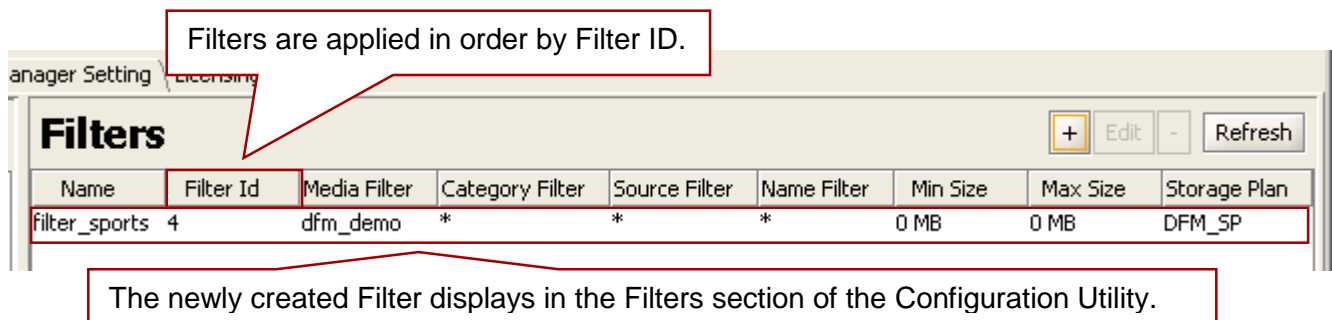 Filters are applied in order by Filter ID.
anager Setting Licensing
Filters + Edit - Refresh
Name Filter Id Media Filter Category Filter Source Filter Name Filter Min Size Max Size Storage Plan
filter_sports 4 dfm_demo * * * 0 MB 0 MB DFM_SP
The newly created Filter displays in the Filters section of the Configuration Utility.